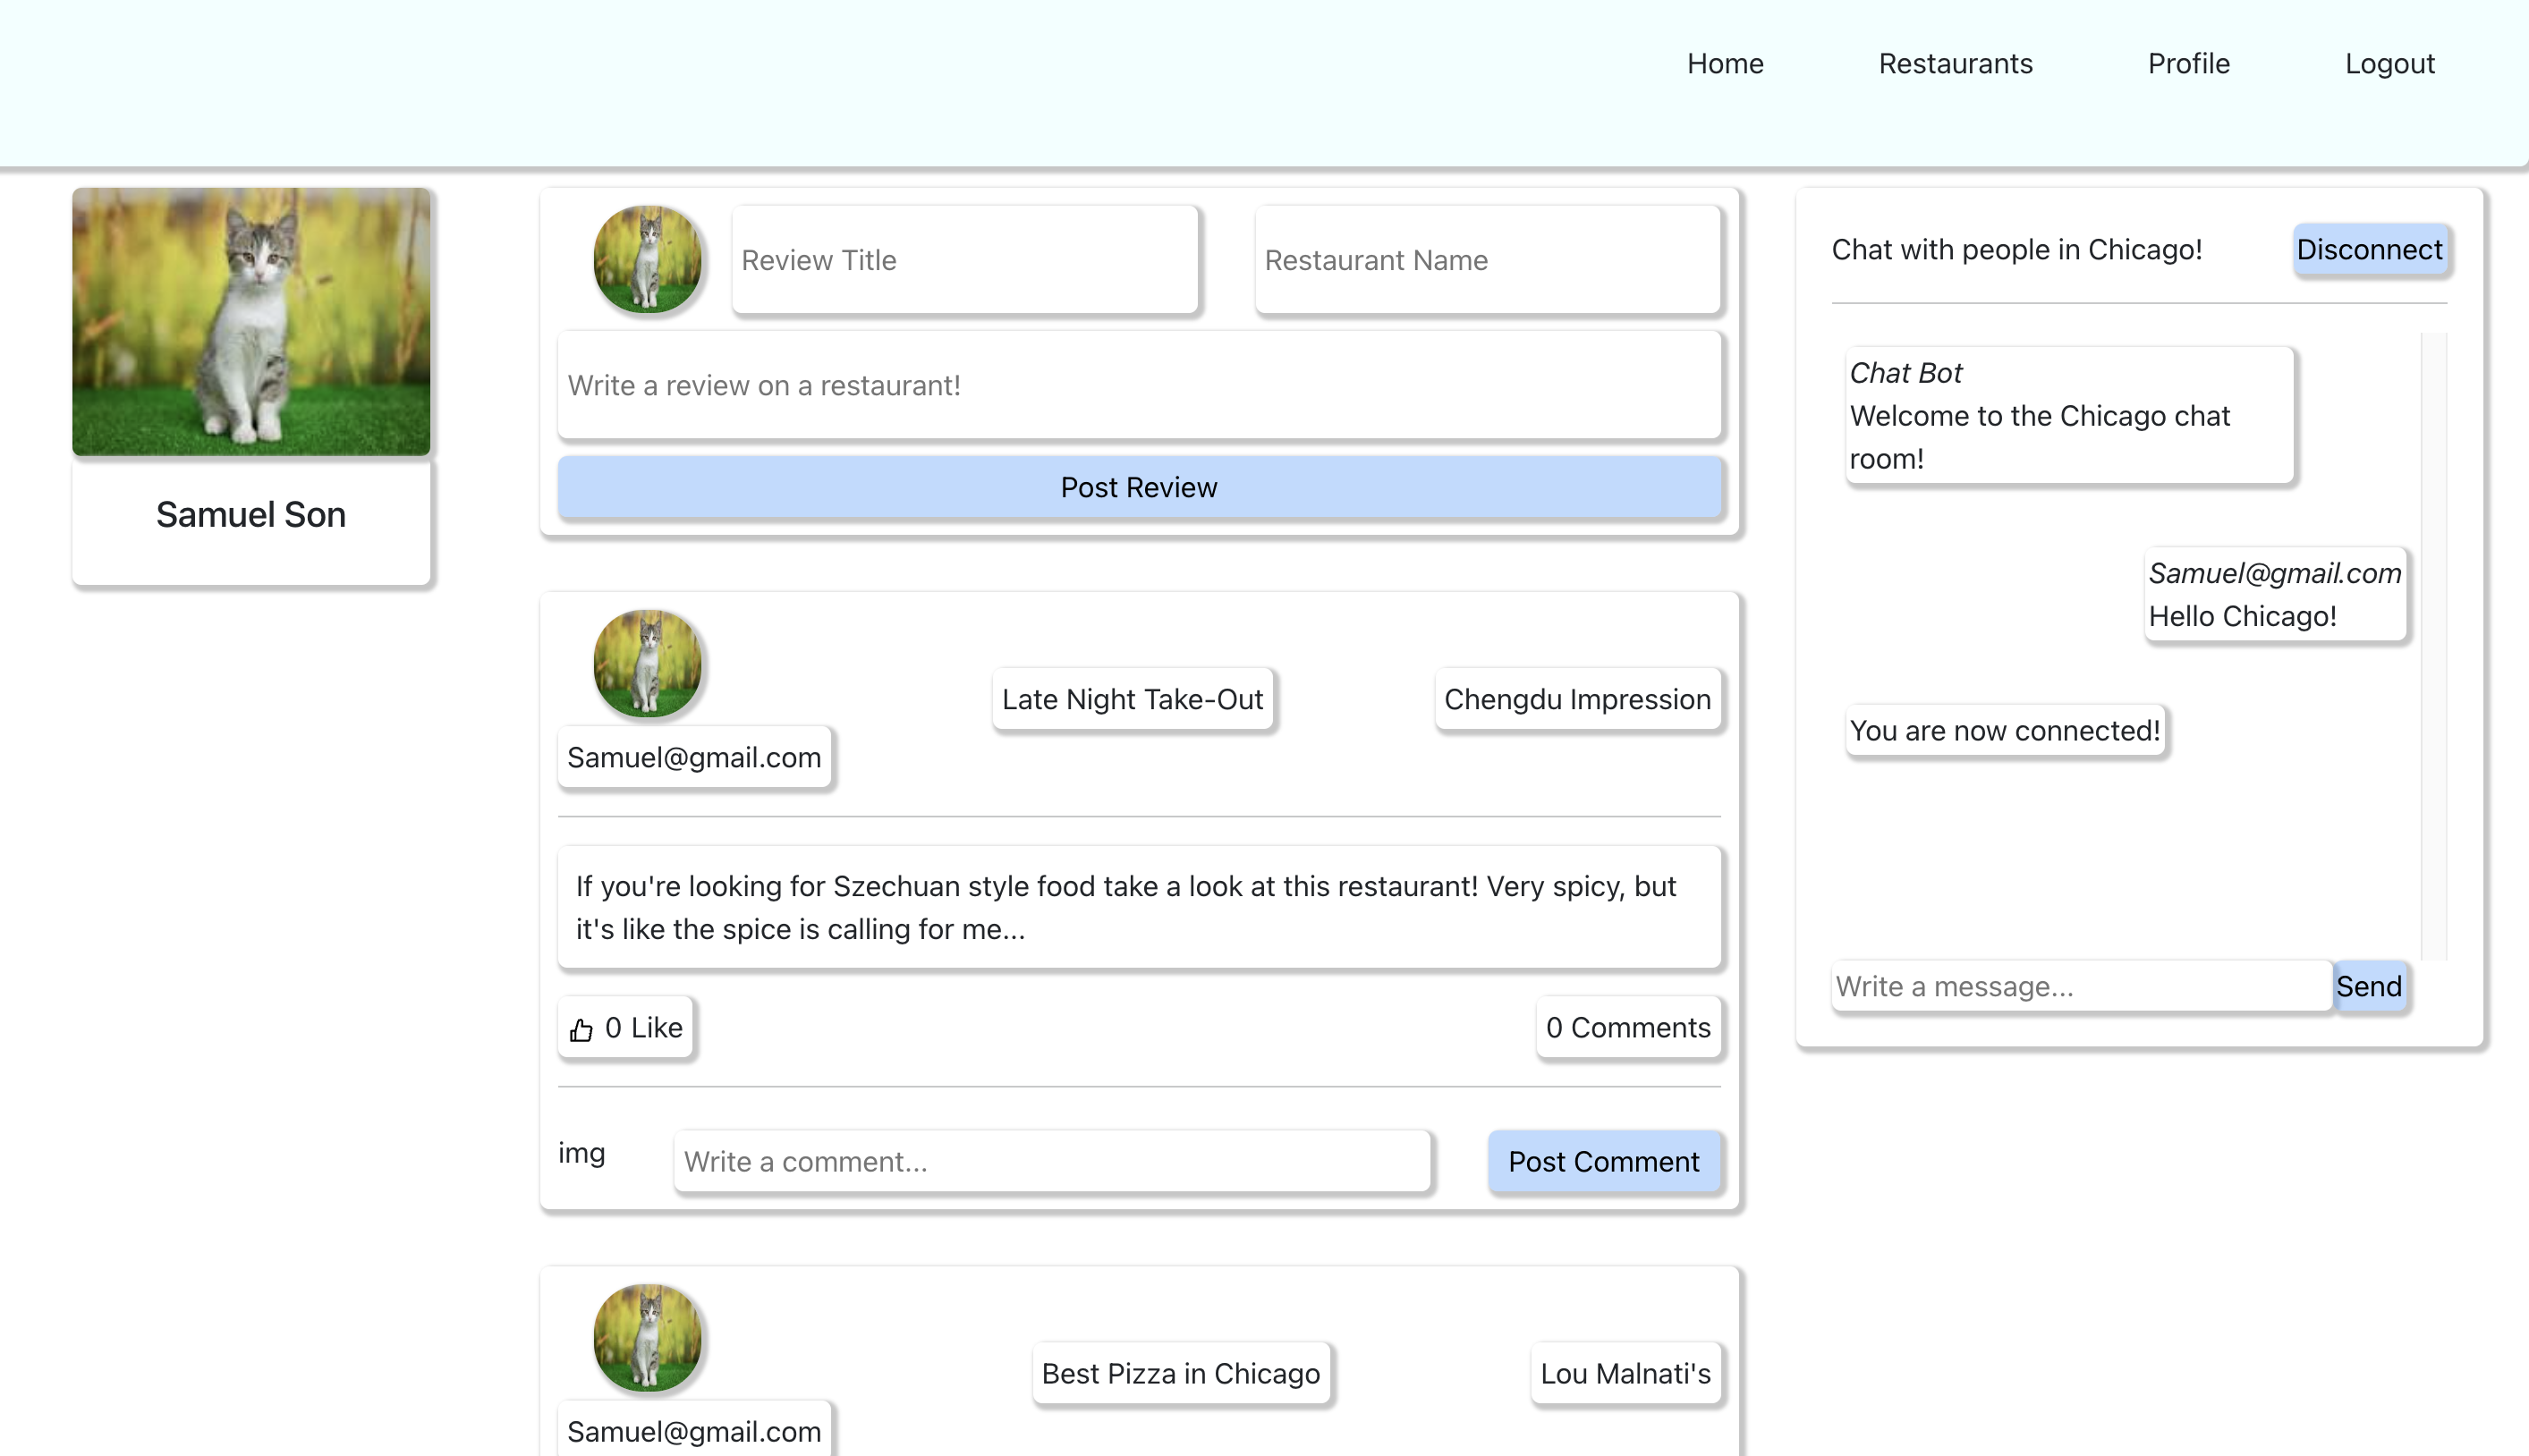 Home
Restaurants
Profile
Logout
Samuel Son
Review Title
Restaurant Name
Write a review on a restaurant!
Post Review
Samuel@gmail.com
Late Night Take-Out
Chengdu Impression
If you're looking for Szechuan style food take a look at this restaurant! Very spicy, but
it's like the spice is calling for me...
0 Like
0 Comments
img
Write a comment...
Post Comment
Samuel@gmail.com
Best Pizza in Chicago
Lou Malnati's
Chat with people in Chicago!
Disconnect
Chat Bot
Welcome to the Chicago chat
room!
Samuel@gmail.com
Hello Chicago!
You are now connected!
Write a message...
Send